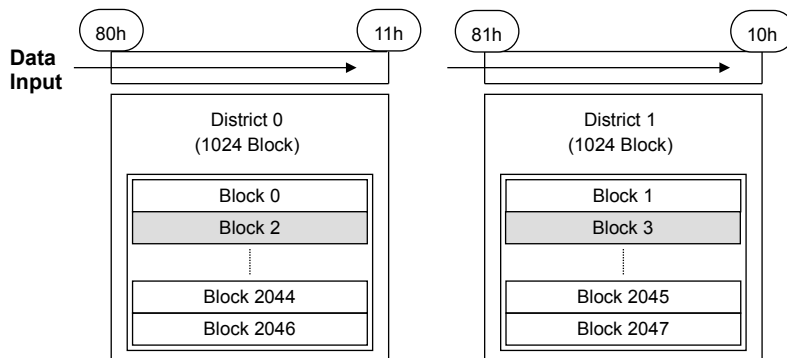 80h
11h
81h
10h
Data
Input
District 0
(1024 Block)
Block 0
Block 2
Block 2044
Block 2046
District 1
(1024 Block)
Block 1
Block 3
Block 2045
Block 2047